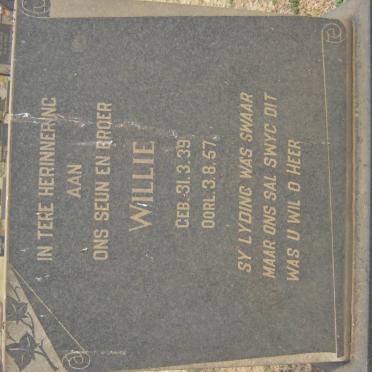 IN TERE HERINNERING
AAN
ONS SEUN EN BROER
WILLIE
GEB. 31.3.39
OORL. 3.8.57.
SY LYDING WAS SWAAR
MAAR ONS SAL SWYG DIT
WAS U WIL O HEER